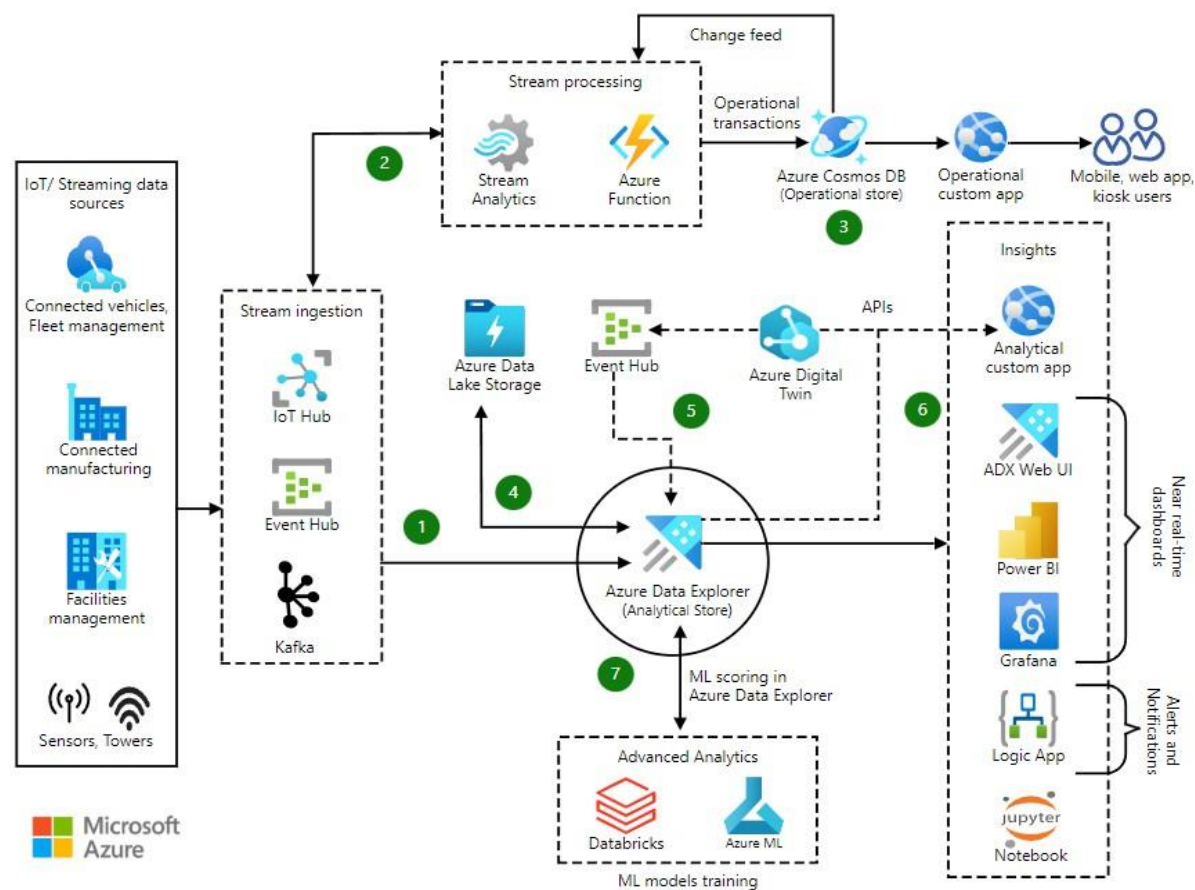 Change feed
Stream processing
Operational
transactions
2
Stream
Analytics
Azure
Function
Azure Cosmos DB
(Operational store)
Operational
custom app
Mobile, web app,
kiosk users
3
IoT/ Streaming data
sources
Connected vehicles,
Fleet management
Connected
manufacturing
Facilities
management
Sensors, Towers
Stream ingestion
IoT Hub
Event Hub
Kafka
1
Azure Data
Lake Storage
Event Hub
Azure Digital
Twin
APIs
4
5
6
Azure Data Explorer
(Analytical Store)
7
ML scoring in
Azure Data Explorer
Advanced Analytics
Databricks
Azure ML
ML models training
Insights
Analytical
custom app
ADX Web UI
Power BI
Grafana
Near real-time
dashboards
Logic App
Alerts and
Notifications
jupyter
Notebook
Microsoft
Azure